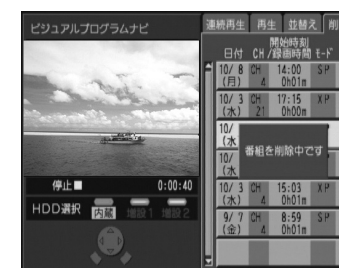 ビジュアルプログラムナビ
連続再生 再生 並替え 削
開始時刻
日付 CH /録画時間 モード
10/ 8 CH 14:00 SP
(月) 4 0h01m
10/ 3 CH 17:15 XP
(水) 21 0h00m
10/
(水
番組を削除中です
10/
(水
10/ 3 CH 15:03 XP
(水) 4 0h01m
9/ 7 CH 8:59 SP
(金) 4 0h01m
停止■ 0:00:40
HDD選択 内蔵 増設1 増設2